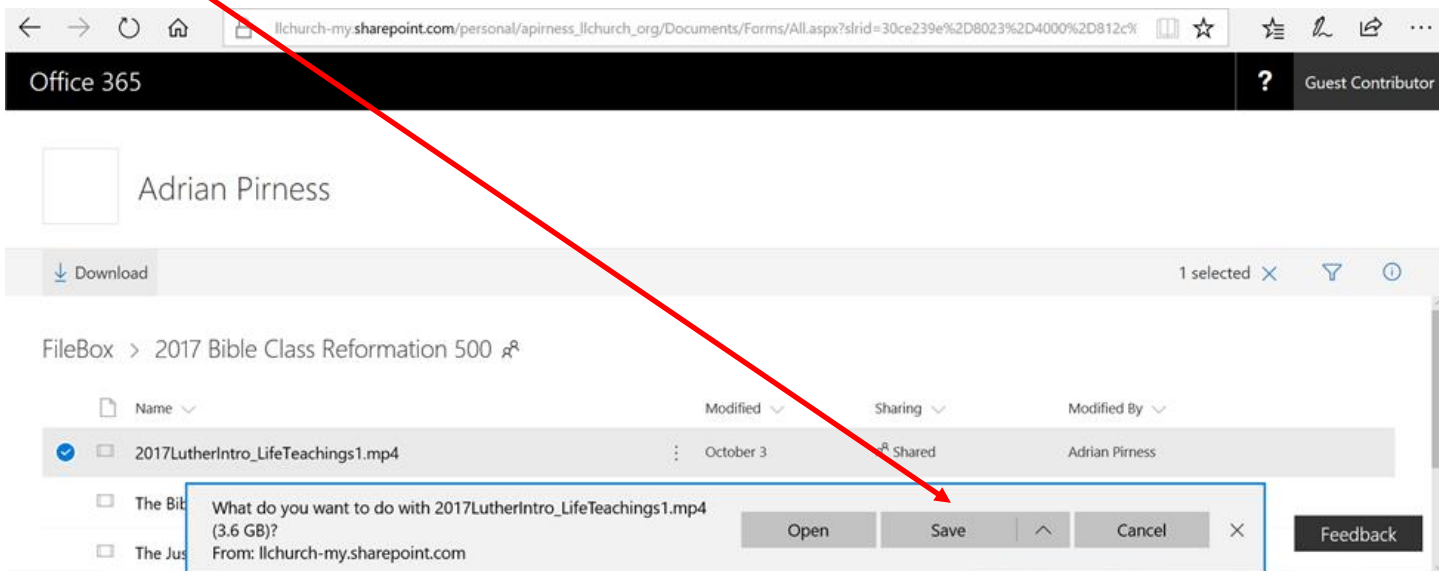 llchurch-my.sharepoint.com/personal/apirness_llchurch_org/Documents/Forms/All.aspx?slrid=30ce239e%2D8023%2D4000%2D812c%
Office 365 ? Guest Contributor
Adrian Pirness
Download 1 selected
FileBox > 2017 Bible Class Reformation 500
Name Modified Sharing Modified By
2017LutherIntro_LifeTeachings1.mp4 October 3 Shared Adrian Pirness
The Bib
The Jus
What do you want to do with 2017LutherIntro_LifeTeachings1.mp4
(3.6 GB)?
From: llchurch-my.sharepoint.com
Open Save Cancel
Feedback